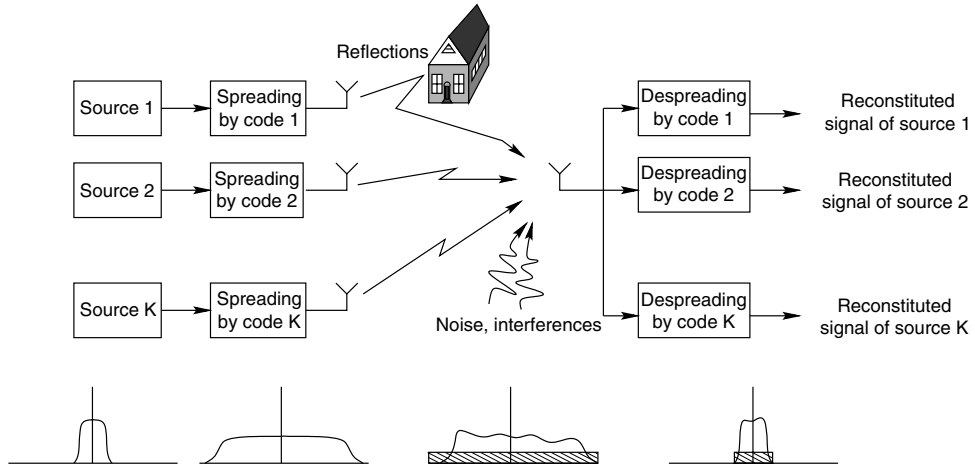 Reflections
Source 1
Spreading
by code 1
Despreading
by code 1
Reconstituted
signal of source 1
Source 2
Spreading
by code 2
Despreading
by code 2
Reconstituted
signal of source 2
Source K
Spreading
by code K
Noise, interferences
Despreading
by code K
Reconstituted
signal of source K